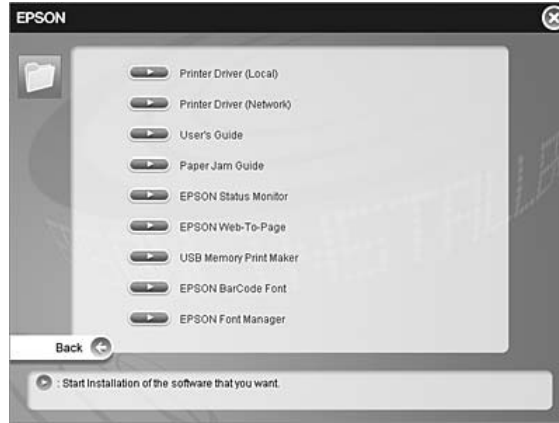 EPSON
Printer Driver (Local)
Printer Driver (Network)
User's Guide
Paper Jam Guide
EPSON Status Monitor
EPSON Web-To-Page
USB Memory Print Maker
EPSON BarCode Font
EPSON Font Manager
Back
: Start Installation of the software that you want.